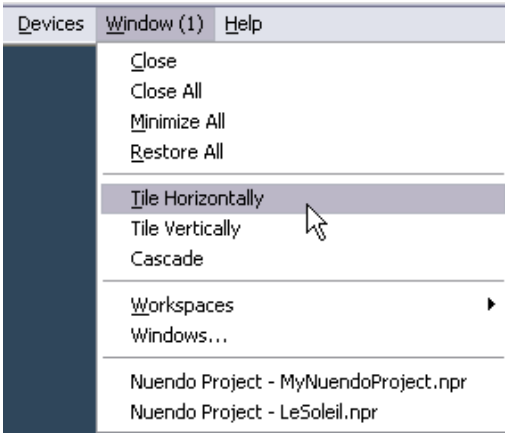 Devices Window (1) Help
Close
Close All
Minimize All
Restore All
Tile Horizontally
Tile Vertically
Cascade
Workspaces
Windows...
Nuendo Project - MyNuendoProject.npr
Nuendo Project - LeSoleil.npr